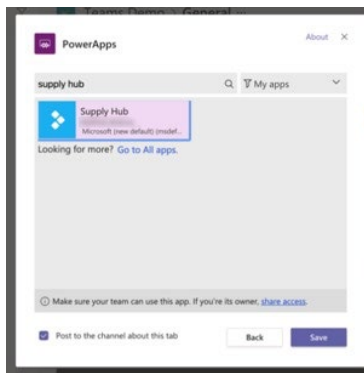 Teams Demo > General ...
PowerApps
About
supply hub
My apps
Supply Hub
Microsoft (new default) (msdef...
Looking for more? Go to All apps.
Make sure your team can use this app. If you're its owner, share access.
Post to the channel about this tab
Back
Save